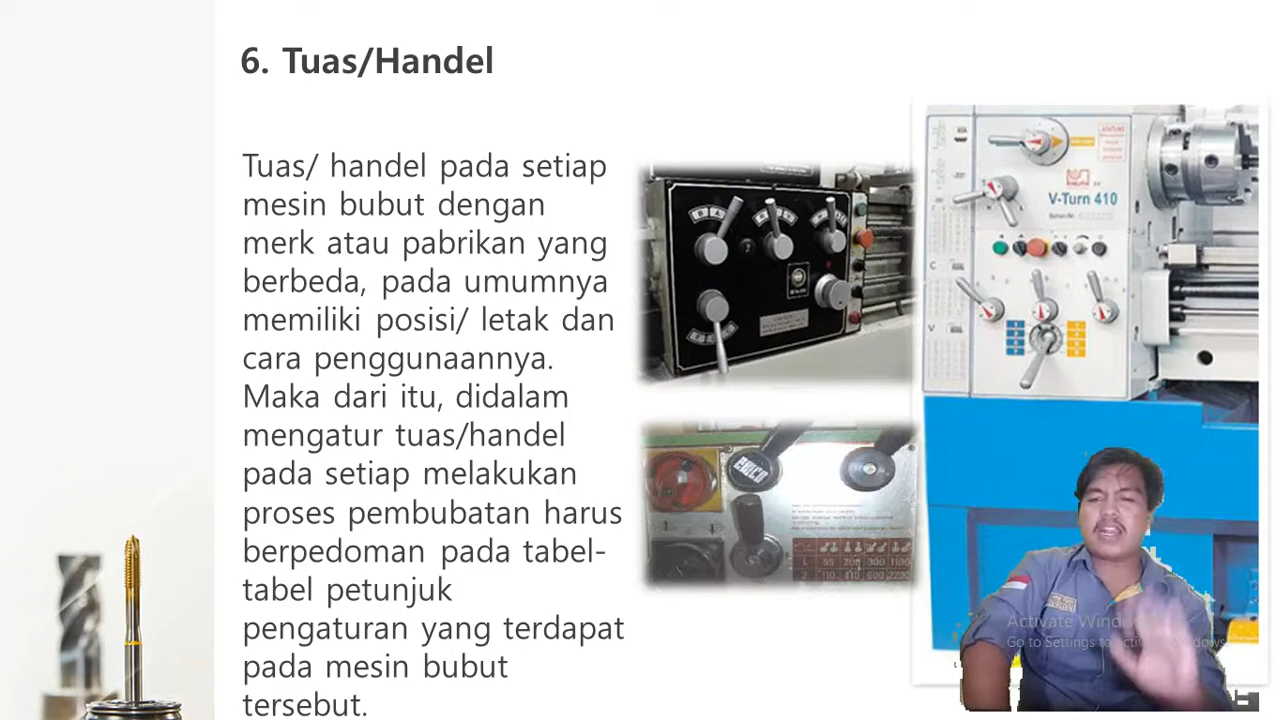 6. Tuas/Handel
Tuas/ handel pada setiap
mesin bubut dengan
merk atau pabrikan yang
berbeda, pada umumnya
memiliki posisi/ letak dan
cara penggunaannya.
Maka dari itu, didalam
mengatur tuas/handel
pada setiap melakukan
proses pembubatan harus
berpedoman pada tabel-
tabel petunjuk
pengaturan yang terdapat
pada mesin bubut
tersebut.
V-Turn 410
EMCO
Activate Windows
Go to Settings to activate Windows.